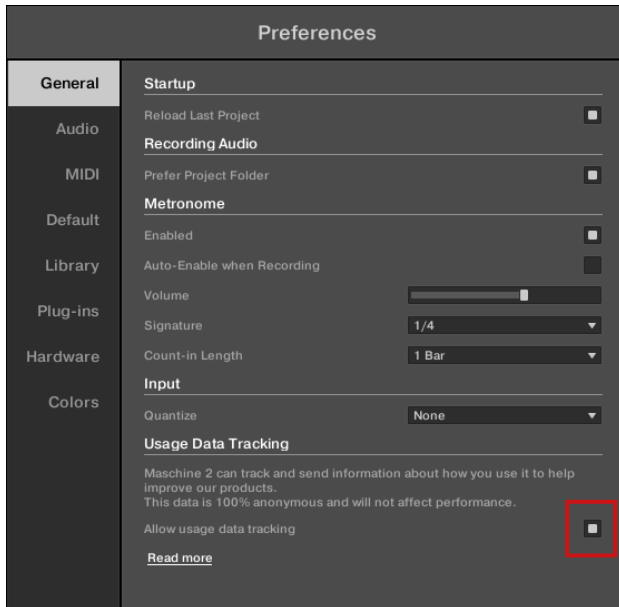 Preferences
General
Audio
MIDI
Default
Library
Plug-ins
Hardware
Colors
Startup
Reload Last Project
Recording Audio
Prefer Project Folder
Metronome
Enabled
Auto-Enable when Recording
Volume
Signature 1/4
Count-in Length 1 Bar
Input
Quantize None
Usage Data Tracking
Maschine 2 can track and send information about how you use it to help
improve our products.
This data is 100% anonymous and will not affect performance.
Allow usage data tracking
Read more